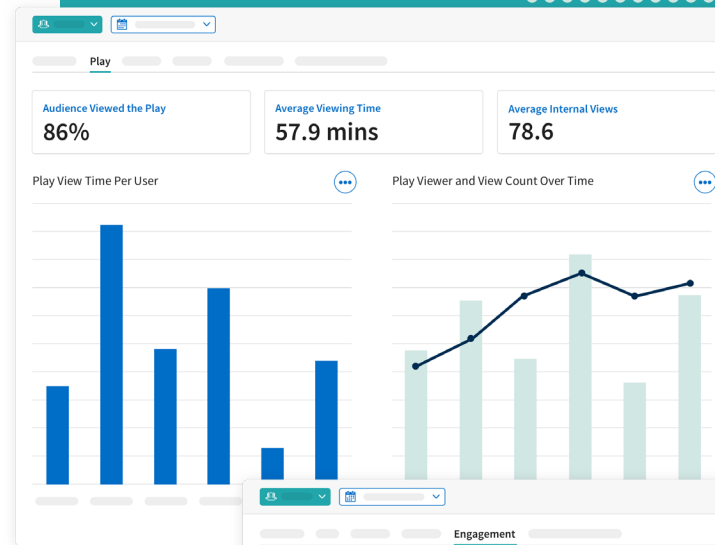 Play
Audience Viewed the Play
86%
Average Viewing Time
57.9 mins
Average Internal Views
78.6
Play View Time Per User
Play Viewer and View Count Over Time
Engagement